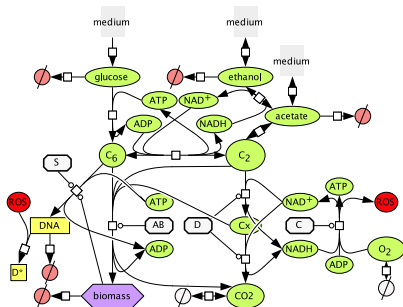 medium
medium
medium
glucose
ethanol
acetate
ATP
NAD+
ADP
NADH
C6
C2
S
ROS
DNA
ATP
AB
D
Cx
NAD+
C
ATP
ROS
ADP
NADH
ADP
O2
D*
biomass
CO2